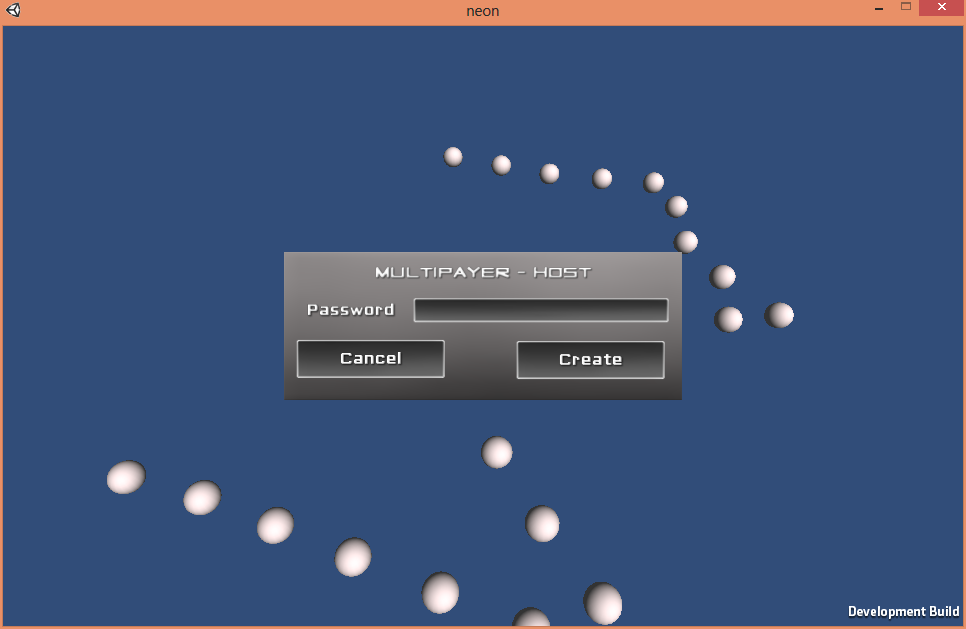 neon
MULTIPAYER - HOST
Password
Cancel Create
Development Build